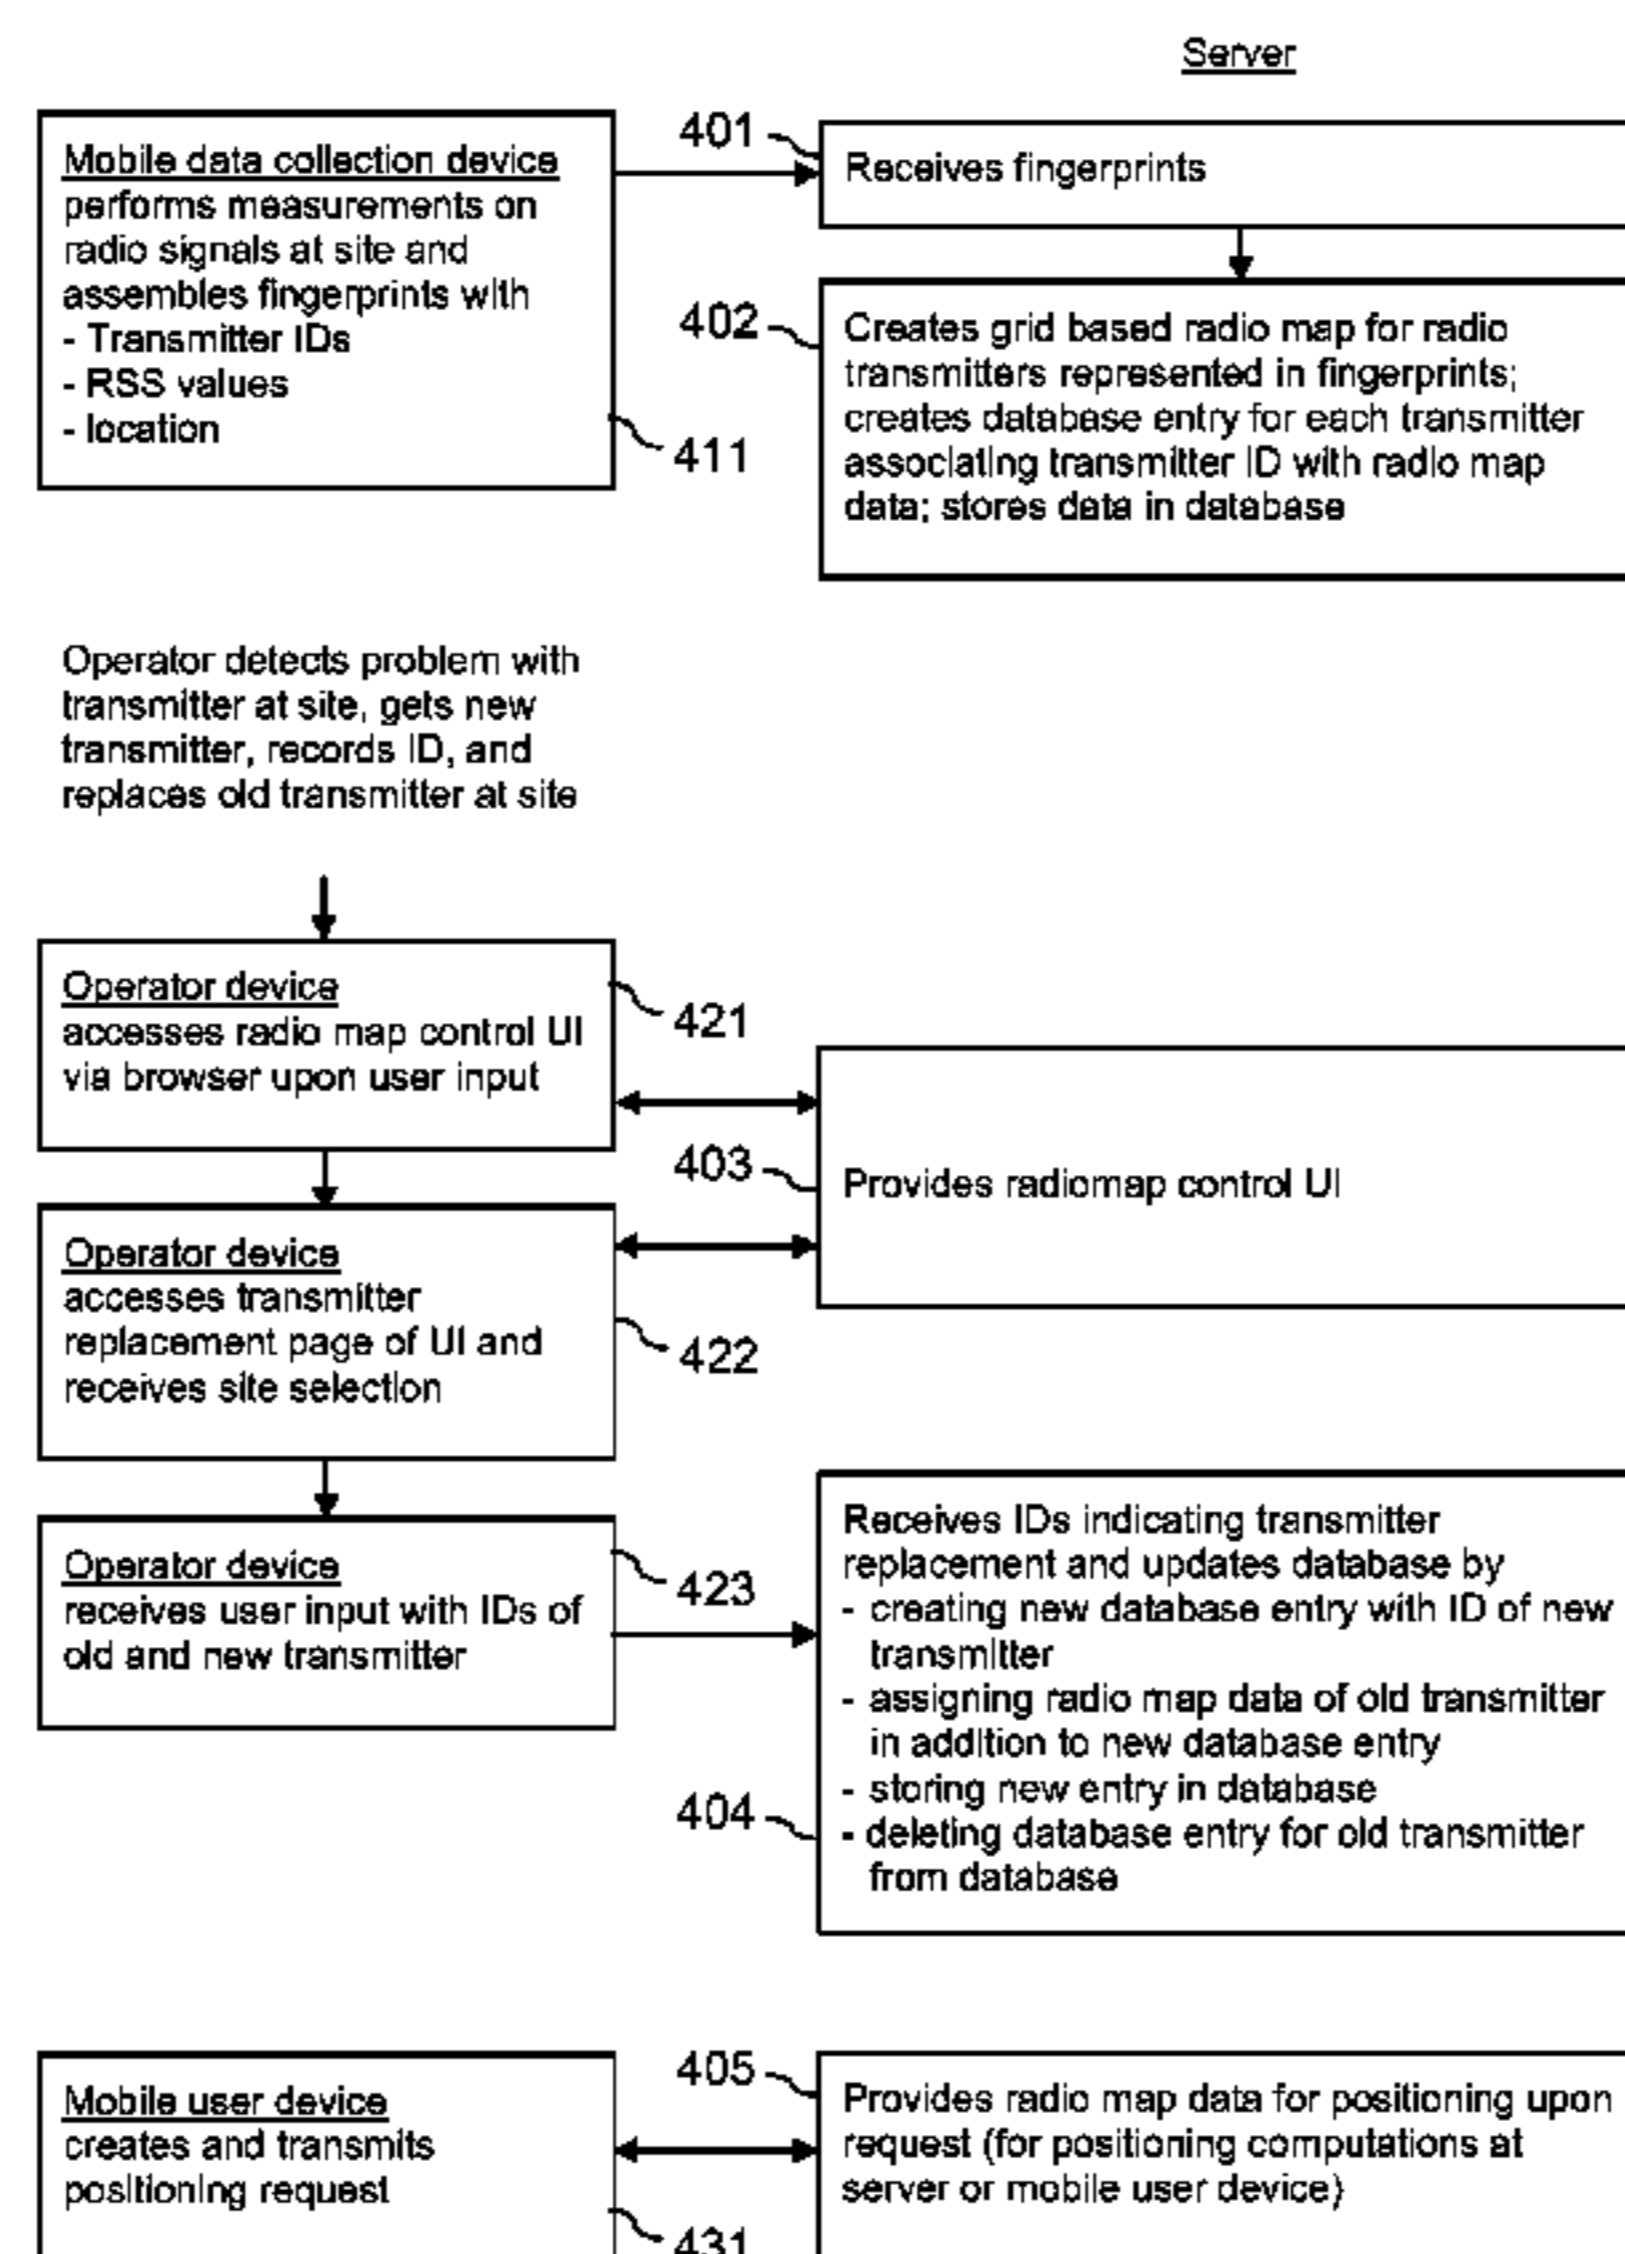 Server
Mobile data collection device
performs measurements on
radio signals at site and
assembles fingerprints with
- Transmitter IDs
- RSS values
- location
411
401
Receives fingerprints
402
Creates grid based radio map for radio
transmitters represented in fingerprints;
creates database entry for each transmitter
associating transmitter ID with radio map
data; stores data in database
Operator detects problem with
transmitter at site, gets new
transmitter, records ID, and
replaces old transmitter at site
Operator device
accesses radio map control UI
via browser upon user input
421
403
Provides radiomap control UI
Operator device
accesses transmitter
replacement page of UI and
receives site selection
422
Operator device
receives user input with IDs of
old and new transmitter
423
Receives IDs indicating transmitter
replacement and updates database by
- creating new database entry with ID of new
transmitter
- assigning radio map data of old transmitter
in addition to new database entry
- storing new entry in database
- deleting database entry for old transmitter
from database
404
Mobile user device
creates and transmits
positioning request
431
405
Provides radio map data for positioning upon
request (for positioning computations at
server or mobile user device)